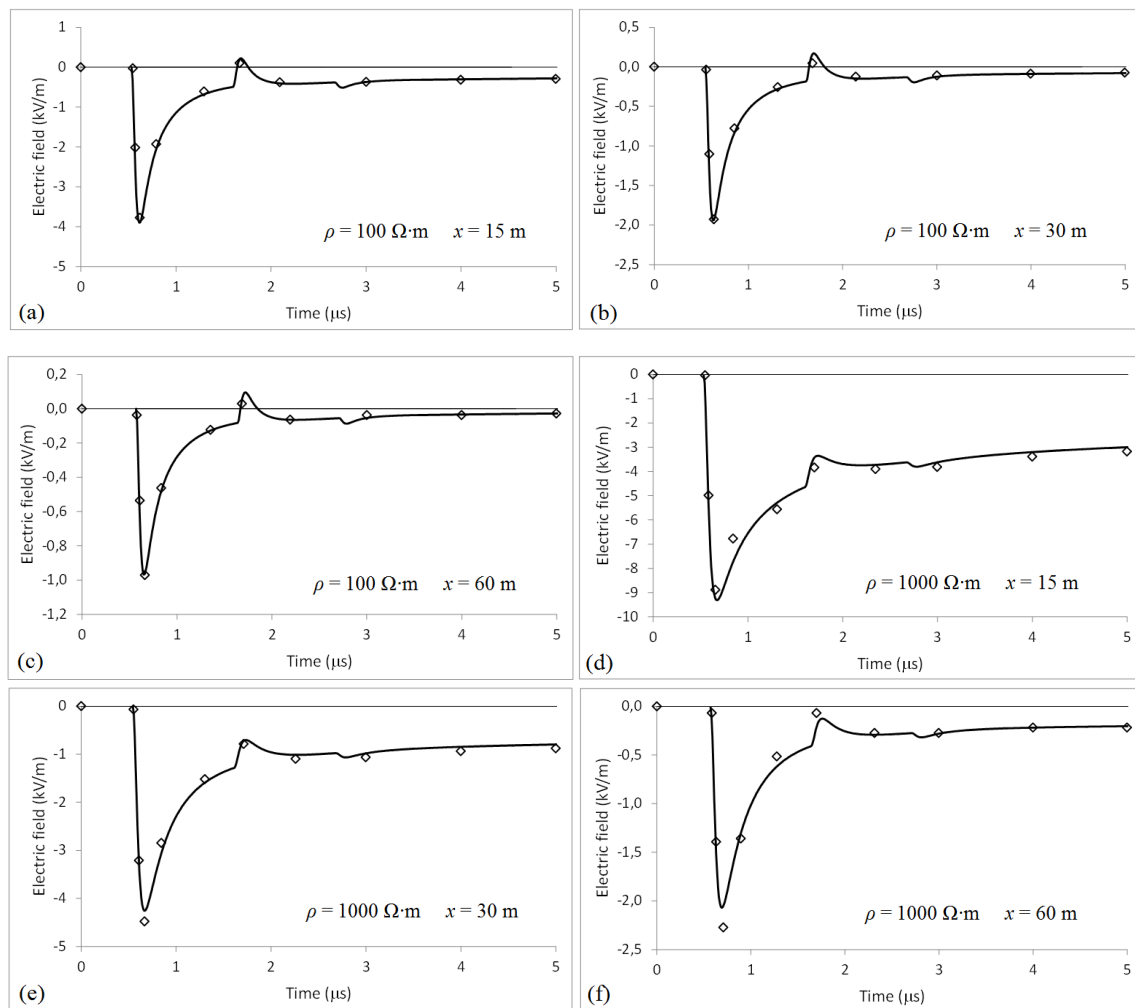 1
0
-1
-2
-3
-4
-5
Electric field (kV/m)
0 1 2 3 4 5
Time (μs)
ρ = 100 Ω·m x = 15 m
(a)
0,5
0,0
-0,5
-1,0
-1,5
-2,0
-2,5
Electric field (kV/m)
0 1 2 3 4 5
Time (μs)
ρ = 100 Ω·m x = 30 m
(b)
0,2
0,0
-0,2
-0,4
-0,6
-0,8
-1,0
-1,2
Electric field (kV/m)
0 1 2 3 4 5
Time (μs)
ρ = 100 Ω·m x = 60 m
(c)
0
-1
-2
-3
-4
-5
-6
-7
-8
-9
-10
Electric field (kV/m)
0 1 2 3 4 5
Time (μs)
ρ = 1000 Ω·m x = 15 m
(d)
0
-1
-2
-3
-4
-5
Electric field (kV/m)
0 1 2 3 4 5
Time (μs)
ρ = 1000 Ω·m x = 30 m
(e)
0,0
-0,5
-1,0
-1,5
-2,0
-2,5
Electric field (kV/m)
0 1 2 3 4 5
Time (μs)
ρ = 1000 Ω·m x = 60 m
(f)